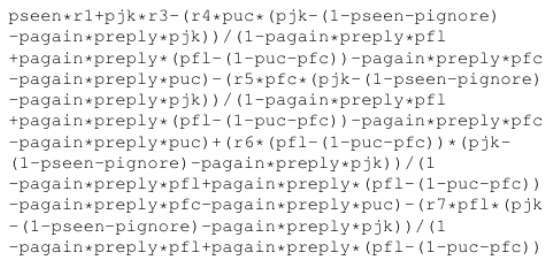 pseen*r1+pjk*r3-(r4*puc*(pjk-(1-pseen-pignore)
-pagain*preply*pjk))/(1-pagain*preply*pfl
+pagain*preply*(pfl-(1-puc-pfc))-pagain*preply*pfc
-pagain*preply*puc)-(r5*pfc*(pjk-(1-pseen-pignore)
-pagain*preply*pjk))/(1-pagain*preply*pfl
+pagain*preply*(pfl-(1-puc-pfc))-pagain*preply*pfc
-pagain*preply*puc)+(r6*(pfl-(1-puc-pfc))*(pjk-
(1-pseen-pignore)-pagain*preply*pjk))/(1
-pagain*preply*pfl+pagain*preply*(pfl-(1-puc-pfc))
-pagain*preply*pfc-pagain*preply*puc)-(r7*pfl*(pjk
-(1-pseen-pignore)-pagain*preply*pjk))/(1
-pagain*preply*pfl+pagain*preply*(pfl-(1-puc-pfc))